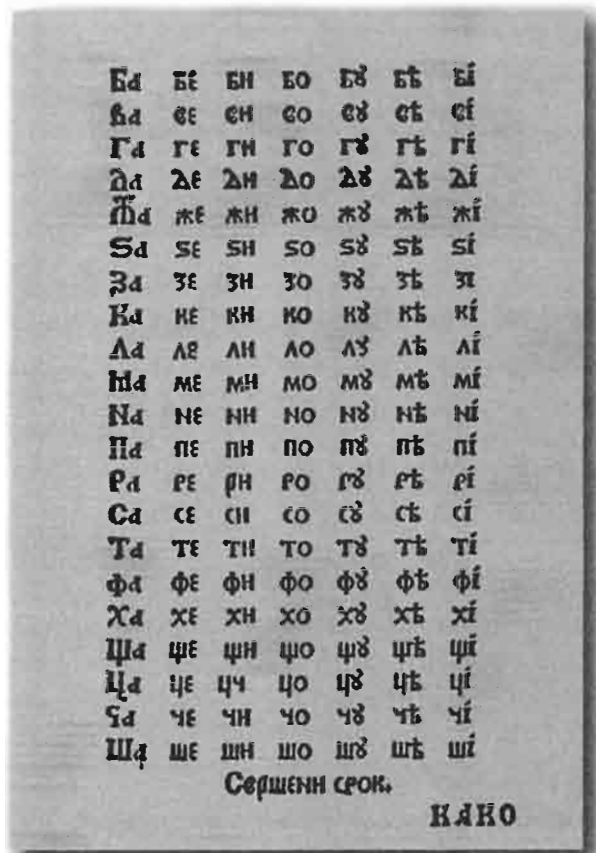 Ба бє би бо бꙋ бѣ бі
Ва вє ви во вꙋ вѣ ві
Га гє ги го гꙋ гѣ гі
Да дє ди до дꙋ дѣ ді
Жа жє жи жо жꙋ жѣ жі
Ѕа ѕє ѕи ѕо ѕꙋ ѕѣ ѕі
За зє зи зо зꙋ зѣ зі
Ка кє ки ко кꙋ кѣ кі
Ла лє ли ло лꙋ лѣ лі
Ма мє ми мо мꙋ мѣ мі
На нє ни но нꙋ нѣ ні
Па пє пи по пꙋ пѣ пі
Ра рє ри ро рꙋ рѣ рі
Са сє си со сꙋ сѣ сі
Та тє ти то тꙋ тѣ ті
Фа фє фи фо фꙋ фѣ фі
Ха хє хи хо хꙋ хѣ хі
Ща щє щи що щꙋ щѣ щі
Ца цє цч цо цꙋ цѣ ці
Ча чє чи чо чꙋ чѣ чі
Ша шє ши шо шꙋ шѣ ші
Сершєни срок.
КАКО